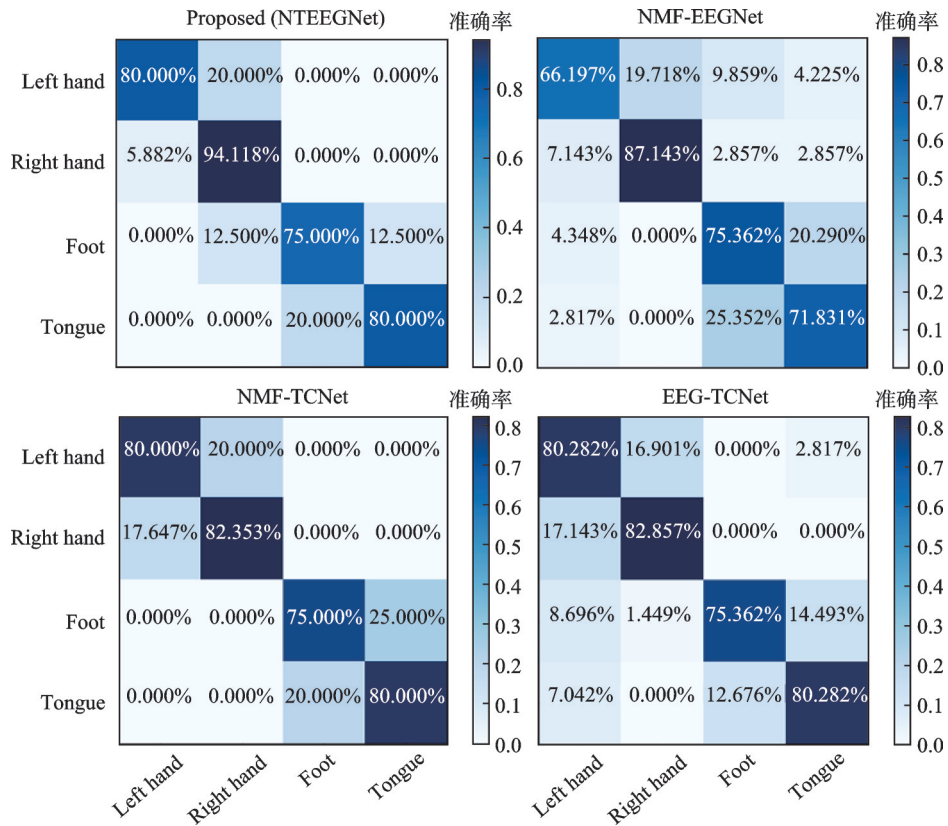 Proposed (NTEEGNet) 准确率
Left hand 80.000% 20.000% 0.000% 0.000%
0.8
Right hand 5.882% 94.118% 0.000% 0.000%
0.6
0.4
Foot 0.000% 12.500% 75.000% 12.500%
0.2
Tongue 0.000% 0.000% 20.000% 80.000%
0.0
NMF-EEGNet 准确率
66.197% 19.718% 9.859% 4.225%
0.8
0.7
7.143% 87.143% 2.857% 2.857%
0.6
0.5
0.4
4.348% 0.000% 75.362% 20.290%
0.3
0.2
2.817% 0.000% 25.352% 71.831%
0.1
0.0
NMF-TCNet 准确率
Left hand 80.000% 20.000% 0.000% 0.000%
0.8
0.7
Right hand 17.647% 82.353% 0.000% 0.000%
0.6
0.5
0.4
Foot 0.000% 0.000% 75.000% 25.000%
0.3
0.2
Tongue 0.000% 0.000% 20.000% 80.000%
0.1
0.0
Left hand
Right hand
Foot
Tongue
EEG-TCNet 准确率
80.282% 16.901% 0.000% 2.817%
0.8
0.7
17.143% 82.857% 0.000% 0.000%
0.6
0.5
0.4
8.696% 1.449% 75.362% 14.493%
0.3
0.2
7.042% 0.000% 12.676% 80.282%
0.1
0.0
Left hand
Right hand
Foot
Tongue